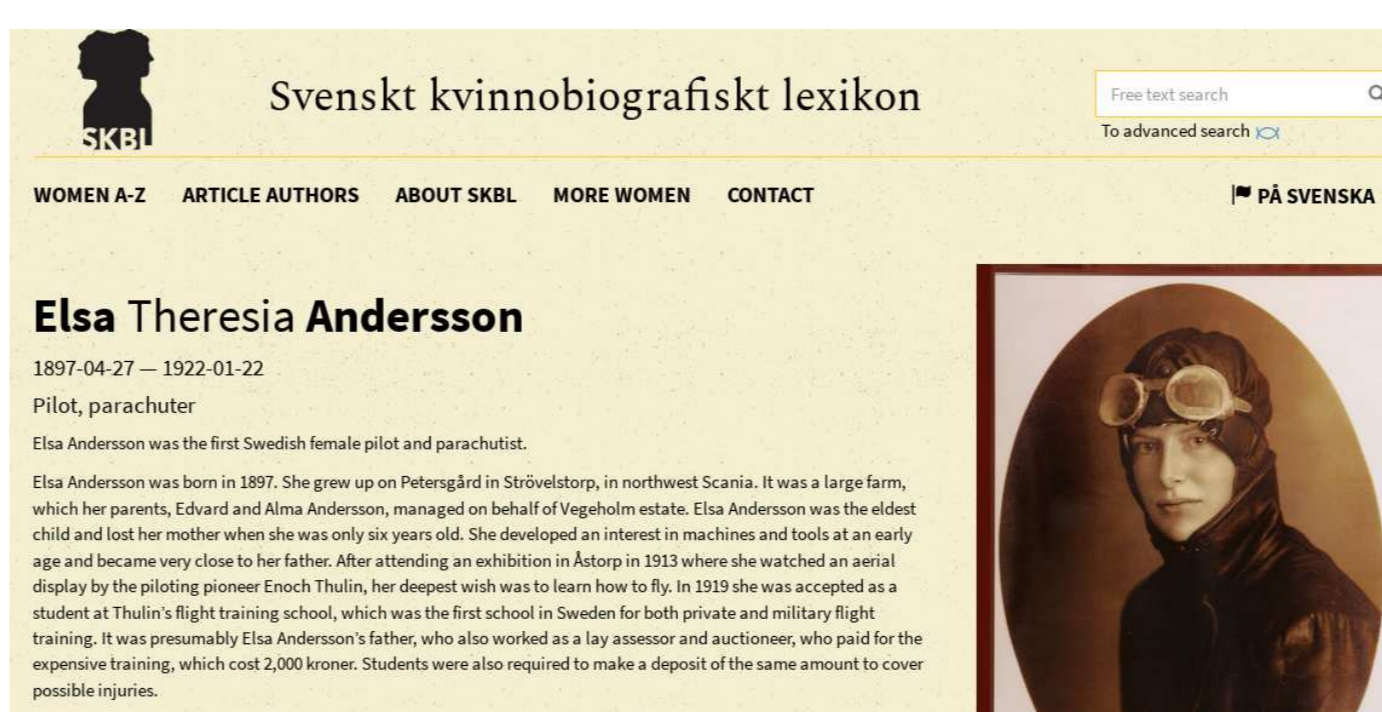 SKBL
Svenskt kvinnobiografiskt lexikon
Free text search
To advanced search
WOMEN A-Z ARTICLE AUTHORS ABOUT SKBL MORE WOMEN CONTACT PÅ SVENSKA
Elsa Theresia Andersson
1897-04-27 — 1922-01-22
Pilot, parachuter
Elsa Andersson was the first Swedish female pilot and parachutist.
Elsa Andersson was born in 1897. She grew up on Petersgård in Strövelstorp, in northwest Scania. It was a large farm,
which her parents, Edvard and Alma Andersson, managed on behalf of Vegeholm estate. Elsa Andersson was the eldest
child and lost her mother when she was only six years old. She developed an interest in machines and tools at an early
age and became very close to her father. After attending an exhibition in Åstorp in 1913 where she watched an aerial
display by the piloting pioneer Enoch Thulin, her deepest wish was to learn how to fly. In 1919 she was accepted as a
student at Thulin’s flight training school, which was the first school in Sweden for both private and military flight
training. It was presumably Elsa Andersson’s father, who also worked as a lay assessor and auctioneer, who paid for the
expensive training, which cost 2,000 kroner. Students were also required to make a deposit of the same amount to cover
possible injuries.